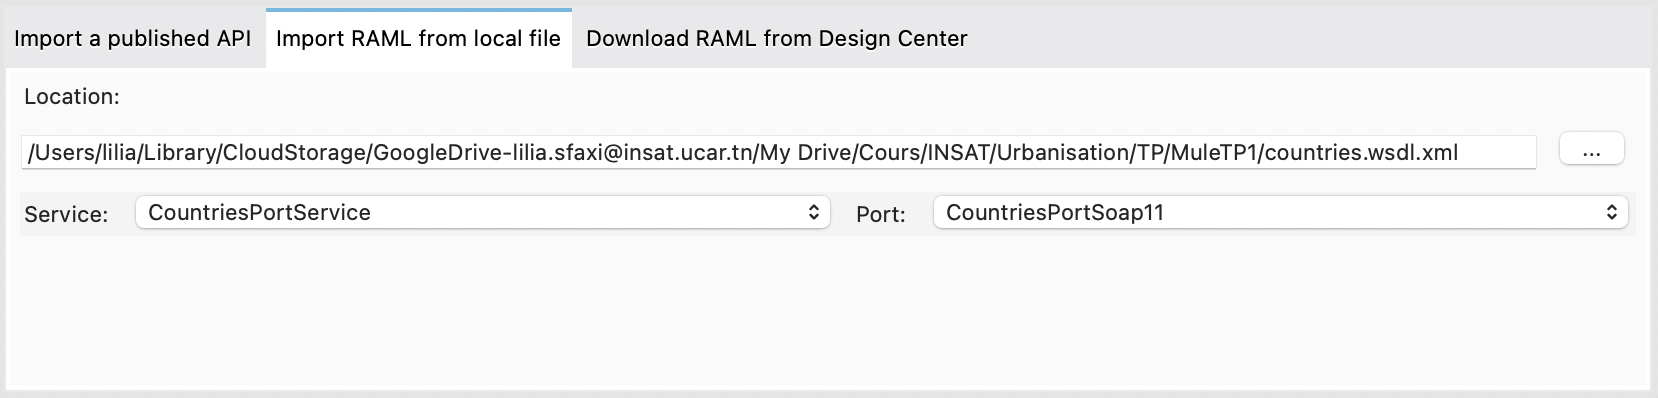 Import a published API Import RAML from local file Download RAML from Design Center
Location:
/Users/lilia/Library/CloudStorage/GoogleDrive-lilia.sfaxi@insat.ucar.tn/My Drive/Cours/INSAT/Urbanisation/TP/MuleTP1/countries.wsdl.xml ...
Service: CountriesPortService Port: CountriesPortSoap11